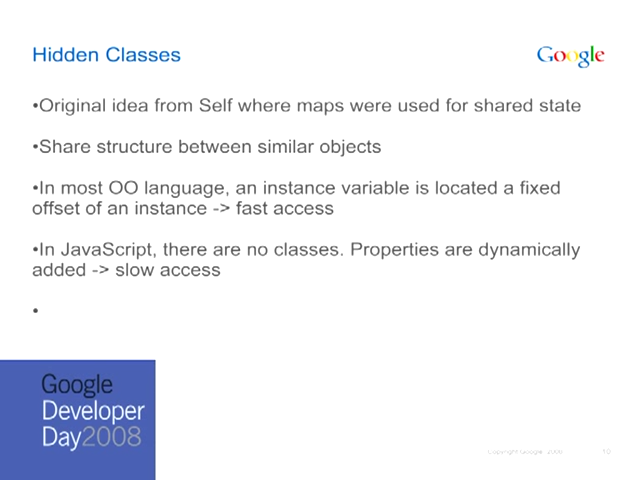 Hidden Classes
Google
•Original idea from Self where maps were used for shared state
•Share structure between similar objects
•In most OO language, an instance variable is located a fixed
offset of an instance -> fast access
•In JavaScript, there are no classes. Properties are dynamically
added -> slow access
•
Google
Developer
Day2008
Copyright Google 2008
10